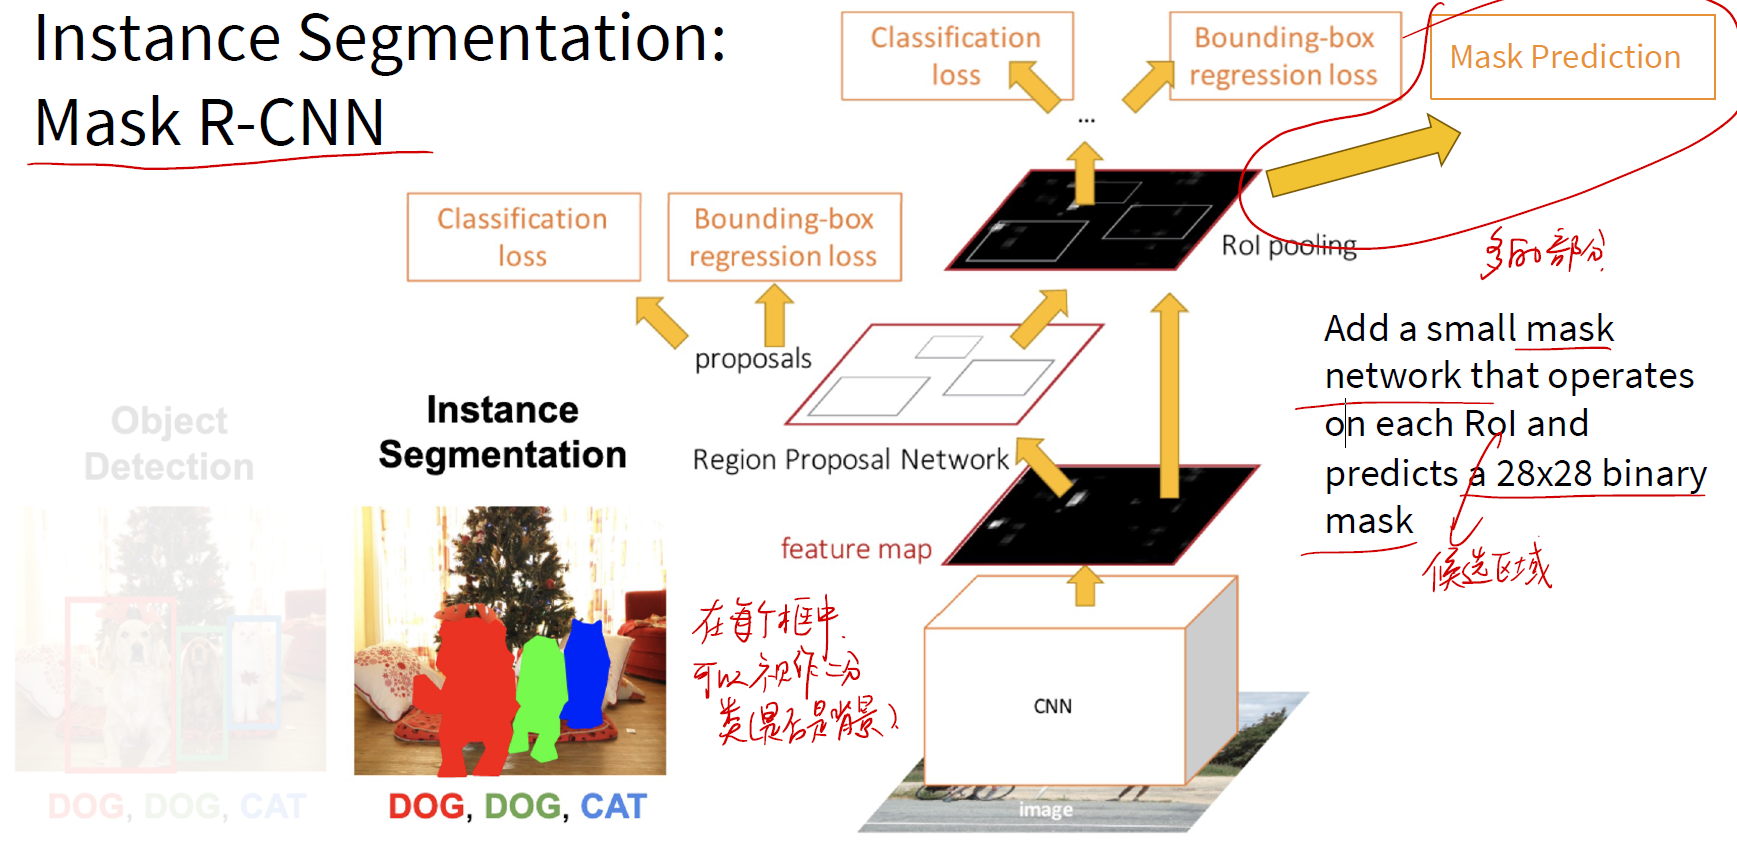 Instance Segmentation:
Mask R-CNN
Classification
loss
Bounding-box
regression loss
Mask Prediction
...
Classification
loss
Bounding-box
regression loss
RoI pooling
多的部分
proposals
Add a small mask
network that operates
on each RoI and
predicts a 28x28 binary
mask
候选区域
Object
Detection
Instance
Segmentation
Region Proposal Network
feature map
在每个框中
可以视作二分
类(是否是背景)
CNN
image
DOG, DOG, CAT
DOG, DOG, CAT